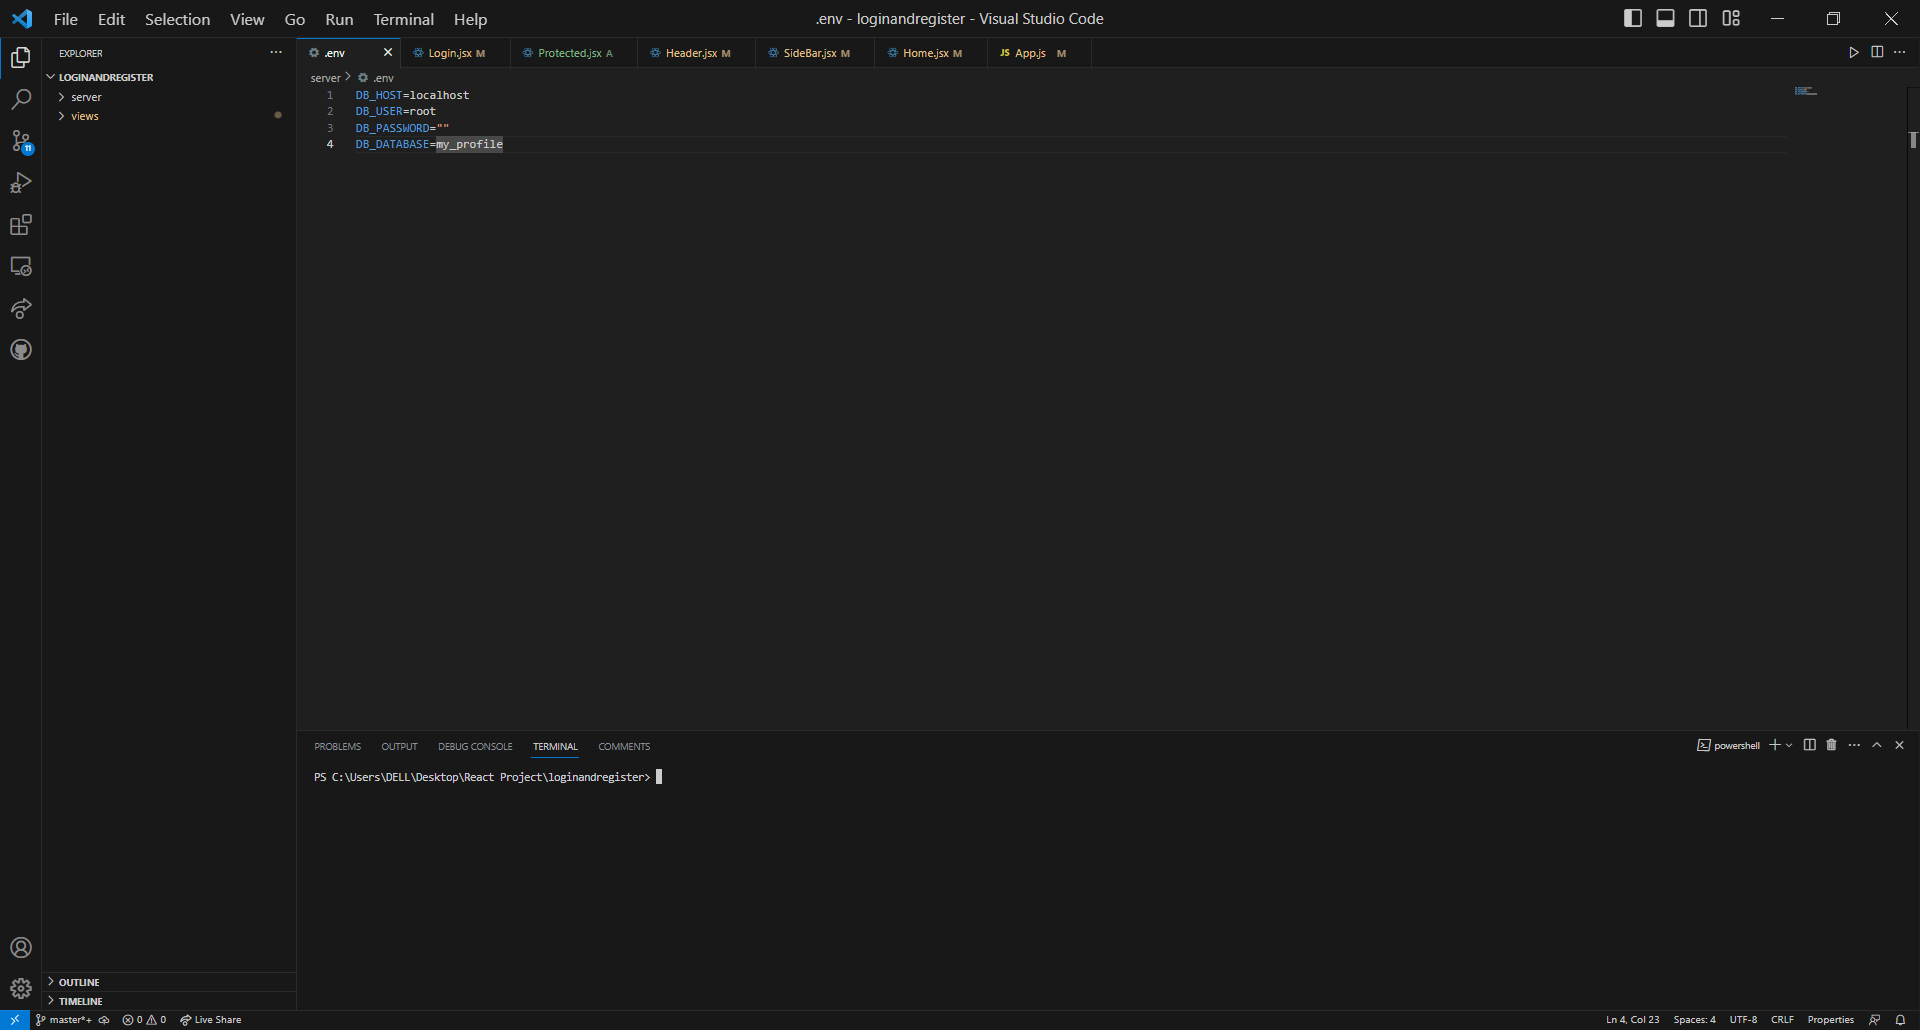 File Edit Selection View Go Run Terminal Help
.env - loginandregister - Visual Studio Code
EXPLORER
LOGINANDREGISTER
server
views
11
OUTLINE
TIMELINE
.env
Login.jsx M
Protected.jsx A
Header.jsx M
SideBar.jsx M
Home.jsx M
JS App.js M
server > .env
1 DB_HOST=localhost
2 DB_USER=root
3 DB_PASSWORD=""
4 DB_DATABASE=my_profile
PROBLEMS OUTPUT DEBUG CONSOLE TERMINAL COMMENTS
powershell
PS C:\Users\DELL\Desktop\React Project\loginandregister>
master*+ 0 0 Live Share
Ln 4, Col 23 Spaces: 4 UTF-8 CRLF Properties